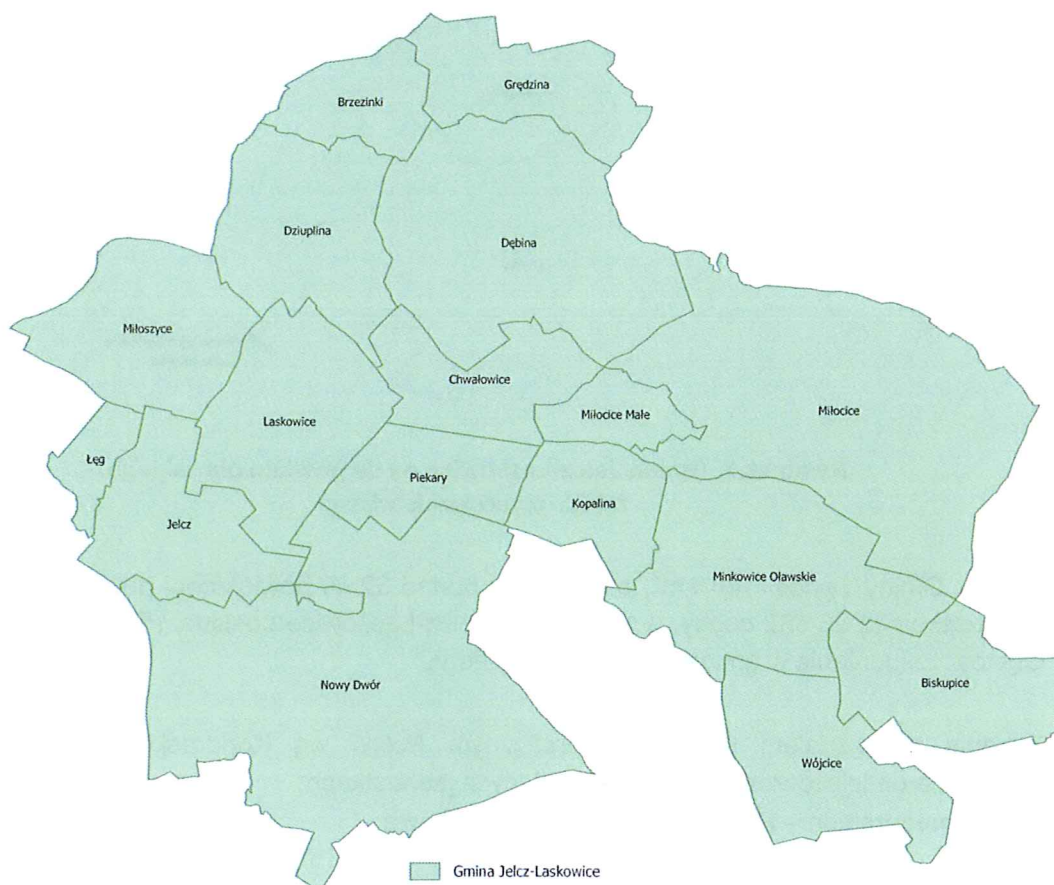 Grędzina
Brzezinki
Dziuplina
Dębina
Miłoszyce
Chwałowice
Miłocice
Miłocice Małe
Laskowice
Łęg
Piekary
Kopalina
Jelcz
Minkowice Oławskie
Biskupice
Nowy Dwór
Wójcice
Gmina Jelcz-Laskowice